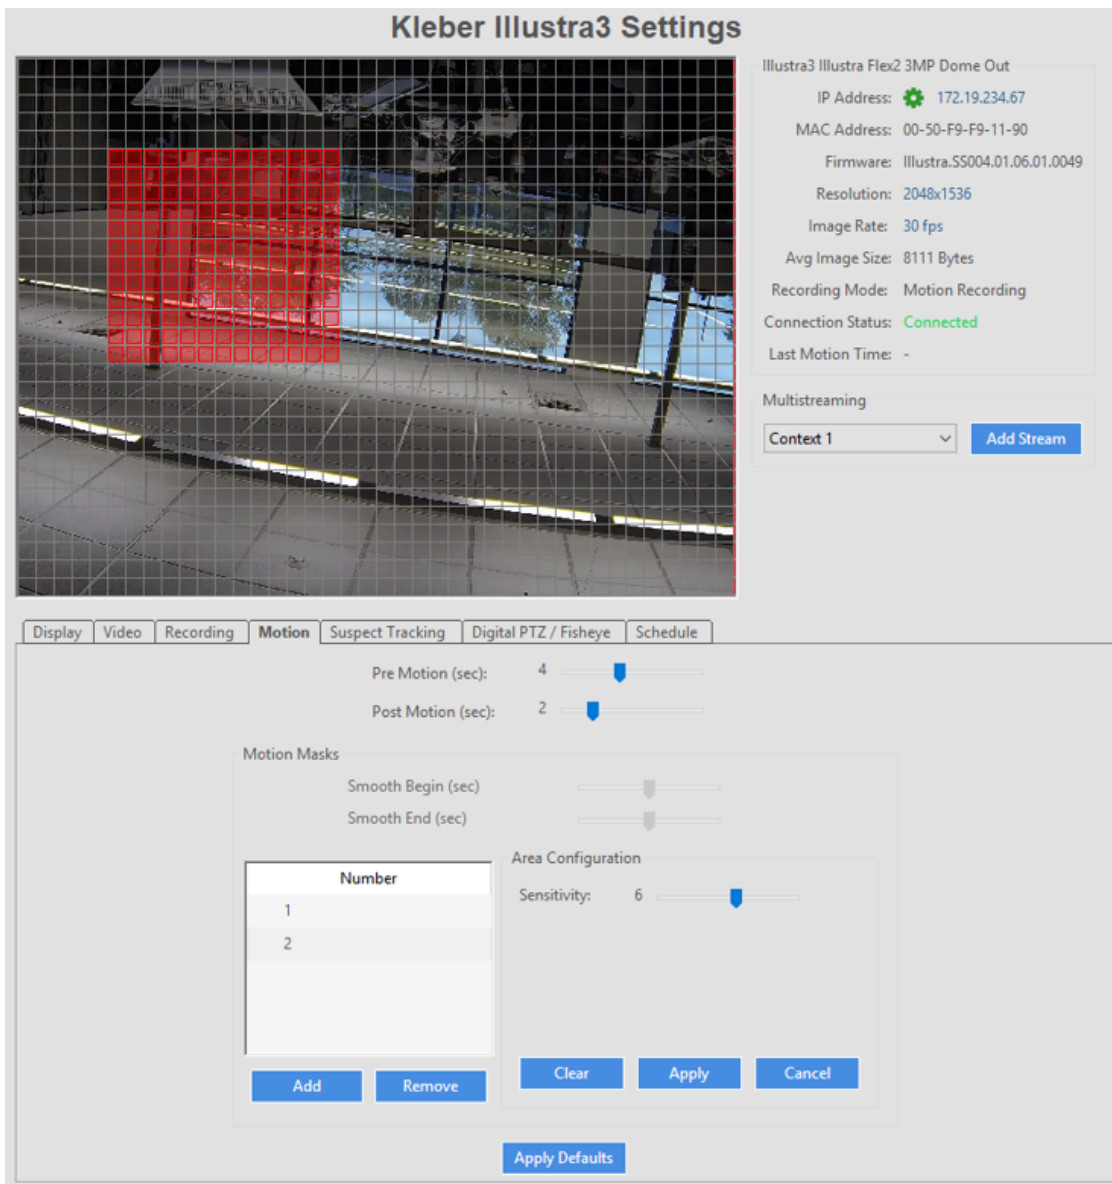 Kleber Illustra3 Settings
Illustra3 Illustra Flex2 3MP Dome Out
IP Address: 172.19.234.67
MAC Address: 00-50-F9-F9-11-90
Firmware: Illustra.SS004.01.06.01.0049
Resolution: 2048x1536
Image Rate: 30 fps
Avg Image Size: 8111 Bytes
Recording Mode: Motion Recording
Connection Status: Connected
Last Motion Time: -
Multistreaming
Context 1 Add Stream
Display Video Recording Motion Suspect Tracking Digital PTZ / Fisheye Schedule
Pre Motion (sec): 4
Post Motion (sec): 2
Motion Masks
Smooth Begin (sec)
Smooth End (sec)
Area Configuration
Number
Sensitivity: 6
1
2
Clear Apply Cancel
Add Remove
Apply Defaults